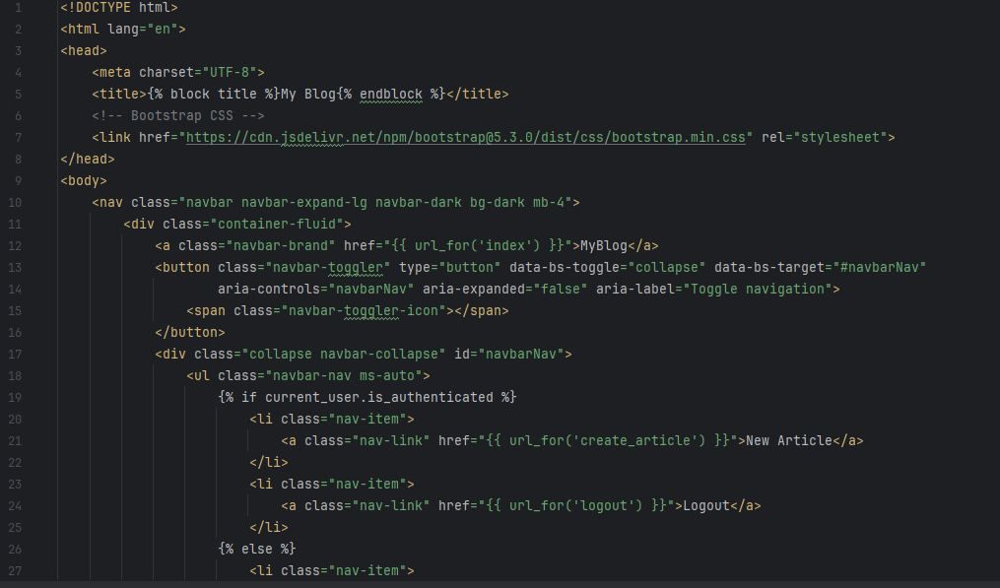 1 <!DOCTYPE html>
2 <html lang="en">
3 <head>
4     <meta charset="UTF-8">
5     <title>{% block title %}My Blog{% endblock %}</title>
6     <!-- Bootstrap CSS -->
7     <link href="https://cdn.jsdelivr.net/npm/bootstrap@5.3.0/dist/css/bootstrap.min.css" rel="stylesheet">
8 </head>
9 <body>
10     <nav class="navbar navbar-expand-lg navbar-dark bg-dark mb-4">
11         <div class="container-fluid">
12             <a class="navbar-brand" href="{{ url_for('index') }}">MyBlog</a>
13             <button class="navbar-toggler" type="button" data-bs-toggle="collapse" data-bs-target="#navbarNav"
14                     aria-controls="navbarNav" aria-expanded="false" aria-label="Toggle navigation">
15                 <span class="navbar-toggler-icon"></span>
16             </button>
17             <div class="collapse navbar-collapse" id="navbarNav">
18                 <ul class="navbar-nav ms-auto">
19                     {% if current_user.is_authenticated %}
20                         <li class="nav-item">
21                             <a class="nav-link" href="{{ url_for('create_article') }}">New Article</a>
22                         </li>
23                         <li class="nav-item">
24                             <a class="nav-link" href="{{ url_for('logout') }}">Logout</a>
25                         </li>
26                     {% else %}
27                         <li class="nav-item">